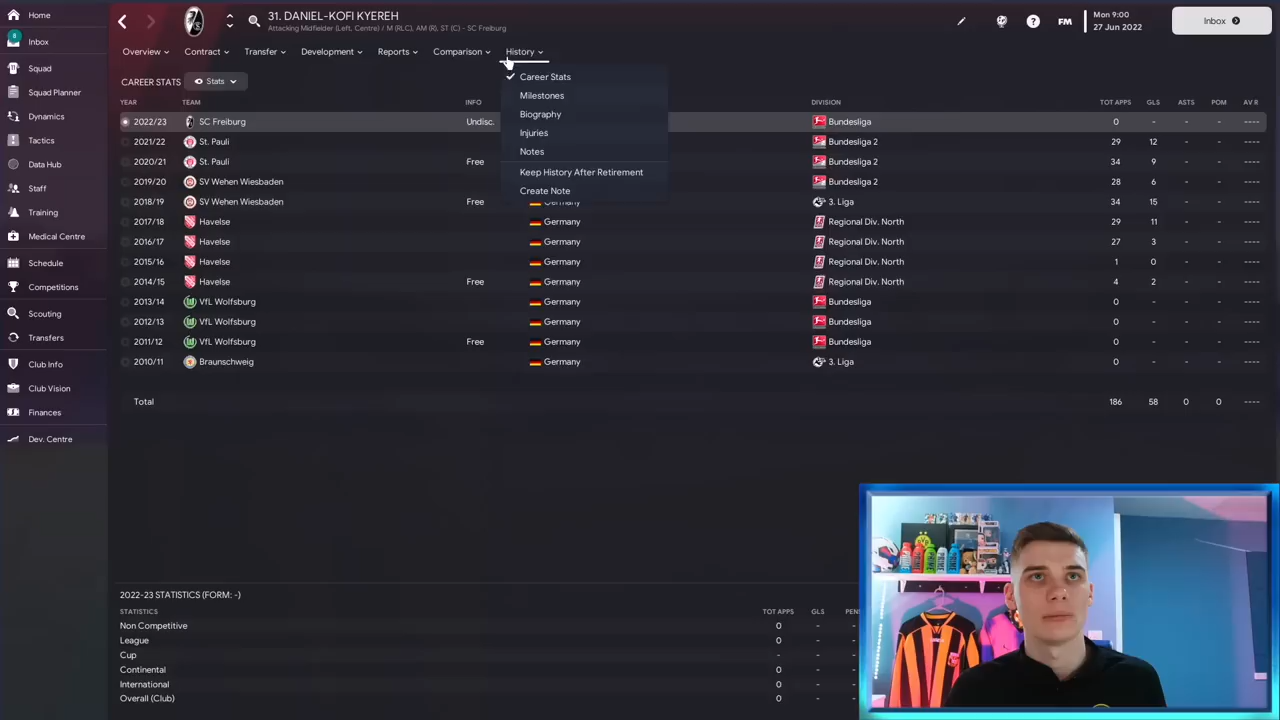 Home
8
Inbox
Squad
Squad Planner
Dynamics
Tactics
Data Hub
Staff
Training
Medical Centre
Schedule
Competitions
Scouting
Transfers
Club Info
Club Vision
Finances
Dev. Centre
31. DANIEL-KOFI KYEREH
Attacking Midfielder (Left, Centre) / M (RLC), AM (R), ST (C) - SC Freiburg
? FM Mon 9:00
27 Jun 2022
Inbox
Overview Contract Transfer Development Reports Comparison History
CAREER STATS Stats
Career Stats
Milestones
Biography
Injuries
Notes
Keep History After Retirement
Create Note
YEAR TEAM INFO DIVISION TOT APPS GLS ASTS POM AV R
2022/23 SC Freiburg Undisc. Bundesliga 0 - - - ----
2021/22 St. Pauli Bundesliga 2 29 12 - - ----
2020/21 St. Pauli Free Bundesliga 2 34 9 - - ----
2019/20 SV Wehen Wiesbaden Bundesliga 2 28 6 - - ----
2018/19 SV Wehen Wiesbaden Free Germany 3. Liga 34 15 - - ----
2017/18 Havelse Germany Regional Div. North 29 11 - - ----
2016/17 Havelse Germany Regional Div. North 27 3 - - ----
2015/16 Havelse Germany Regional Div. North 1 0 - - ----
2014/15 Havelse Free Germany Regional Div. North 4 2 - - ----
2013/14 VfL Wolfsburg Germany Bundesliga 0 - - - ----
2012/13 VfL Wolfsburg Germany Bundesliga 0 - - - ----
2011/12 VfL Wolfsburg Free Germany Bundesliga 0 - - - ----
2010/11 Braunschweig Germany 3. Liga 0 - - - ----
Total 186 58 0 0 ----
2022-23 STATISTICS (FORM: -)
STATISTICS TOT APPS GLS PEN
Non Competitive 0 - -
League 0 - -
Cup - - -
Continental 0 - -
International 0 - -
Overall (Club) 0 - -